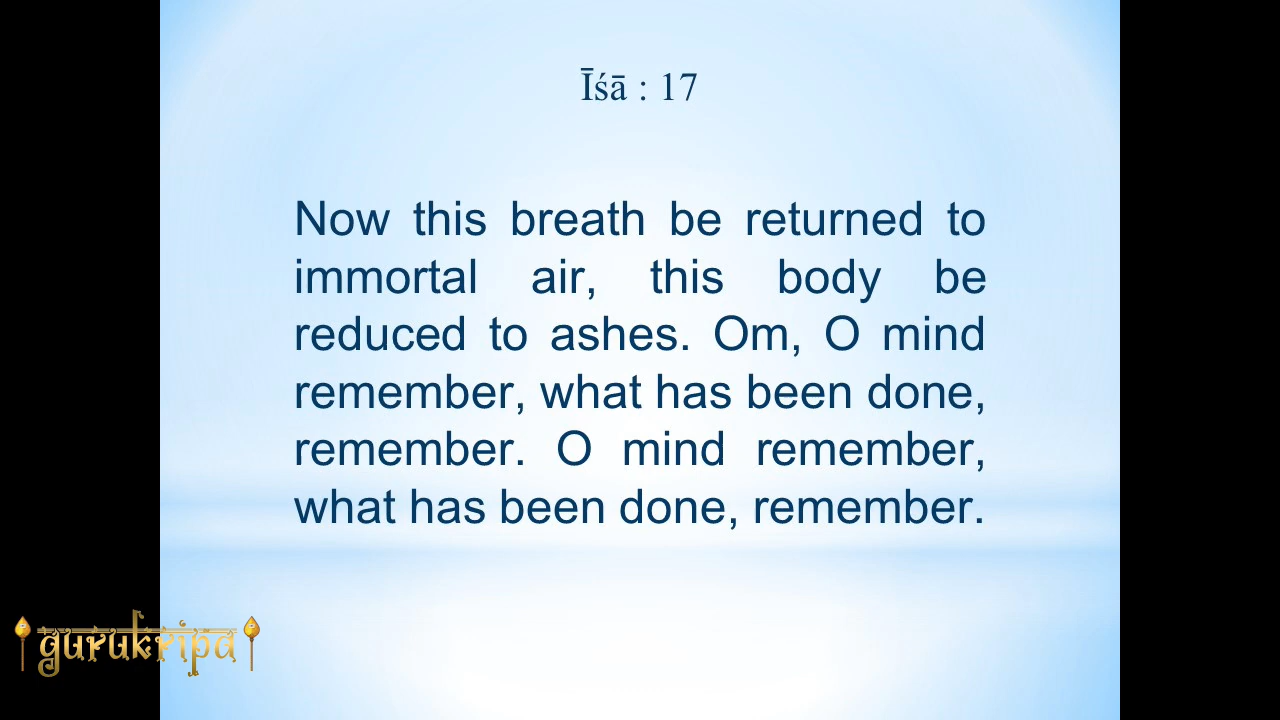 Īśā : 17
Now this breath be returned to
immortal air, this body be
reduced to ashes. Om, O mind
remember, what has been done,
remember. O mind remember,
what has been done, remember.
gurukripa